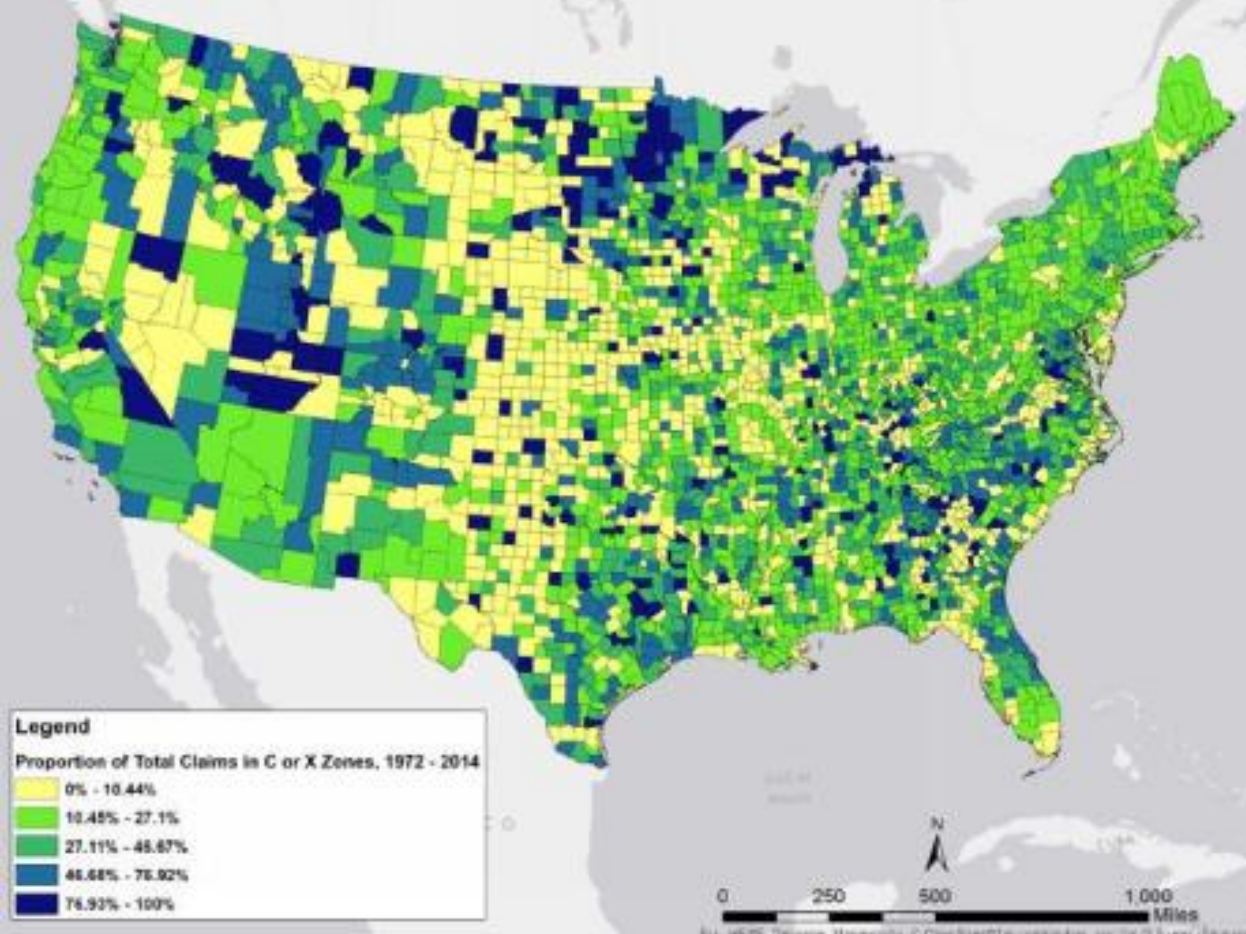 Legend
Proportion of Total Claims in C or X Zones, 1972 - 2014
0% - 10.44%
10.45% - 27.1%
27.11% - 46.67%
46.68% - 76.92%
76.93% - 100%
N
0 250 500 1,000
Miles